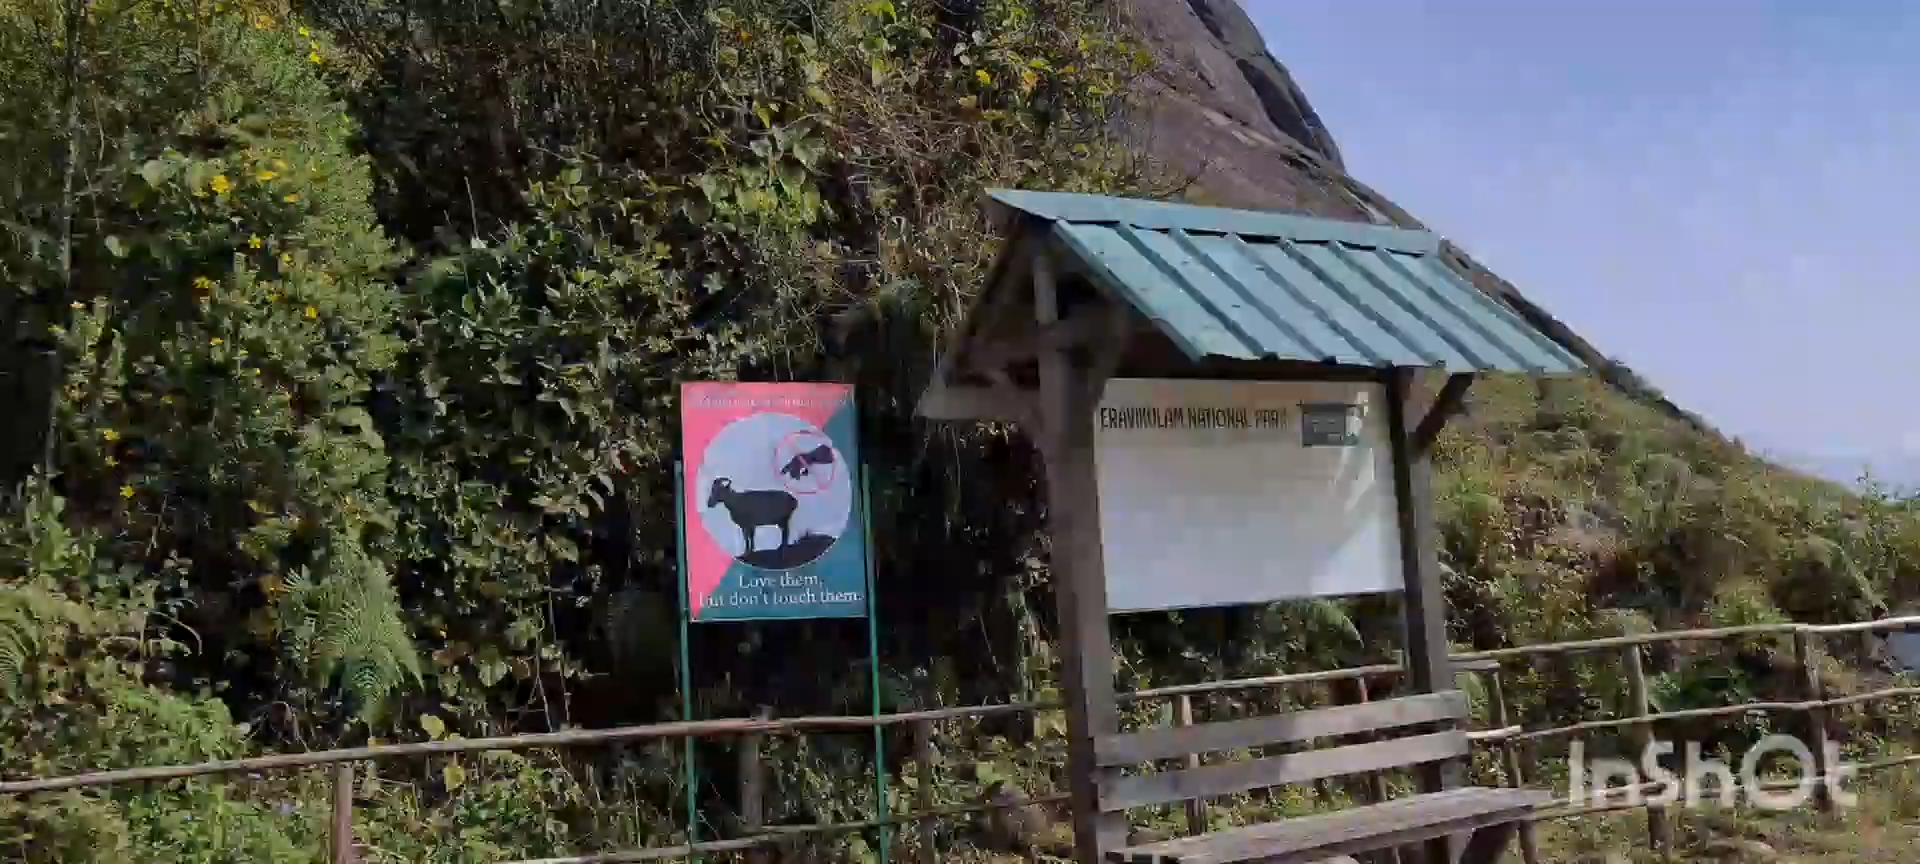 Love them,
but don't touch them.
ERAVIKULAM NATIONAL PARK
InShOt